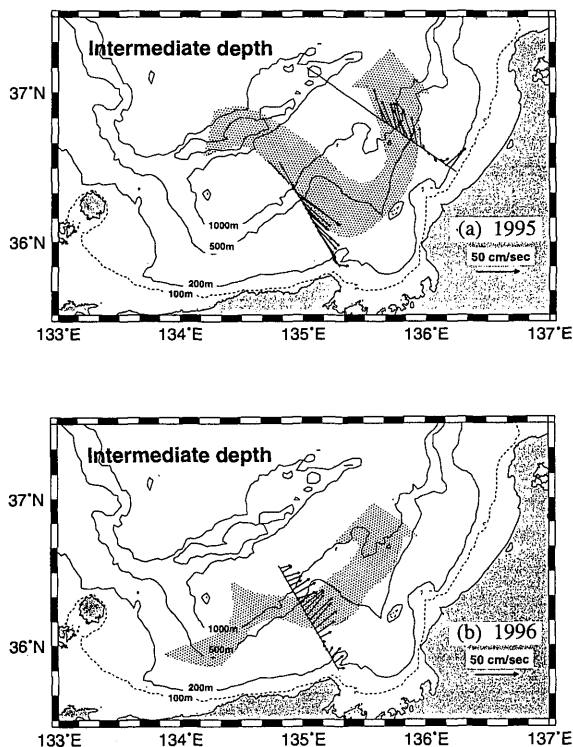 Intermediate depth
37°N
36°N
1000m
500m
200m
100m
(a) 1995
50 cm/sec
133°E 134°E 135°E 136°E 137°E
Intermediate depth
37°N
36°N
1000m
500m
200m
100m
(b) 1996
50 cm/sec
133°E 134°E 135°E 136°E 137°E